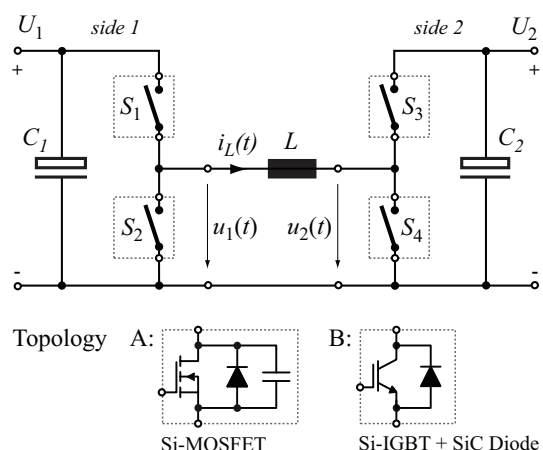 U1 side 1 side 2 U2
+ +
S1 S3
C1 iL(t) L C2
S2 u1(t) u2(t) S4
- -
Topology A: B:
Si-MOSFET Si-IGBT + SiC Diode